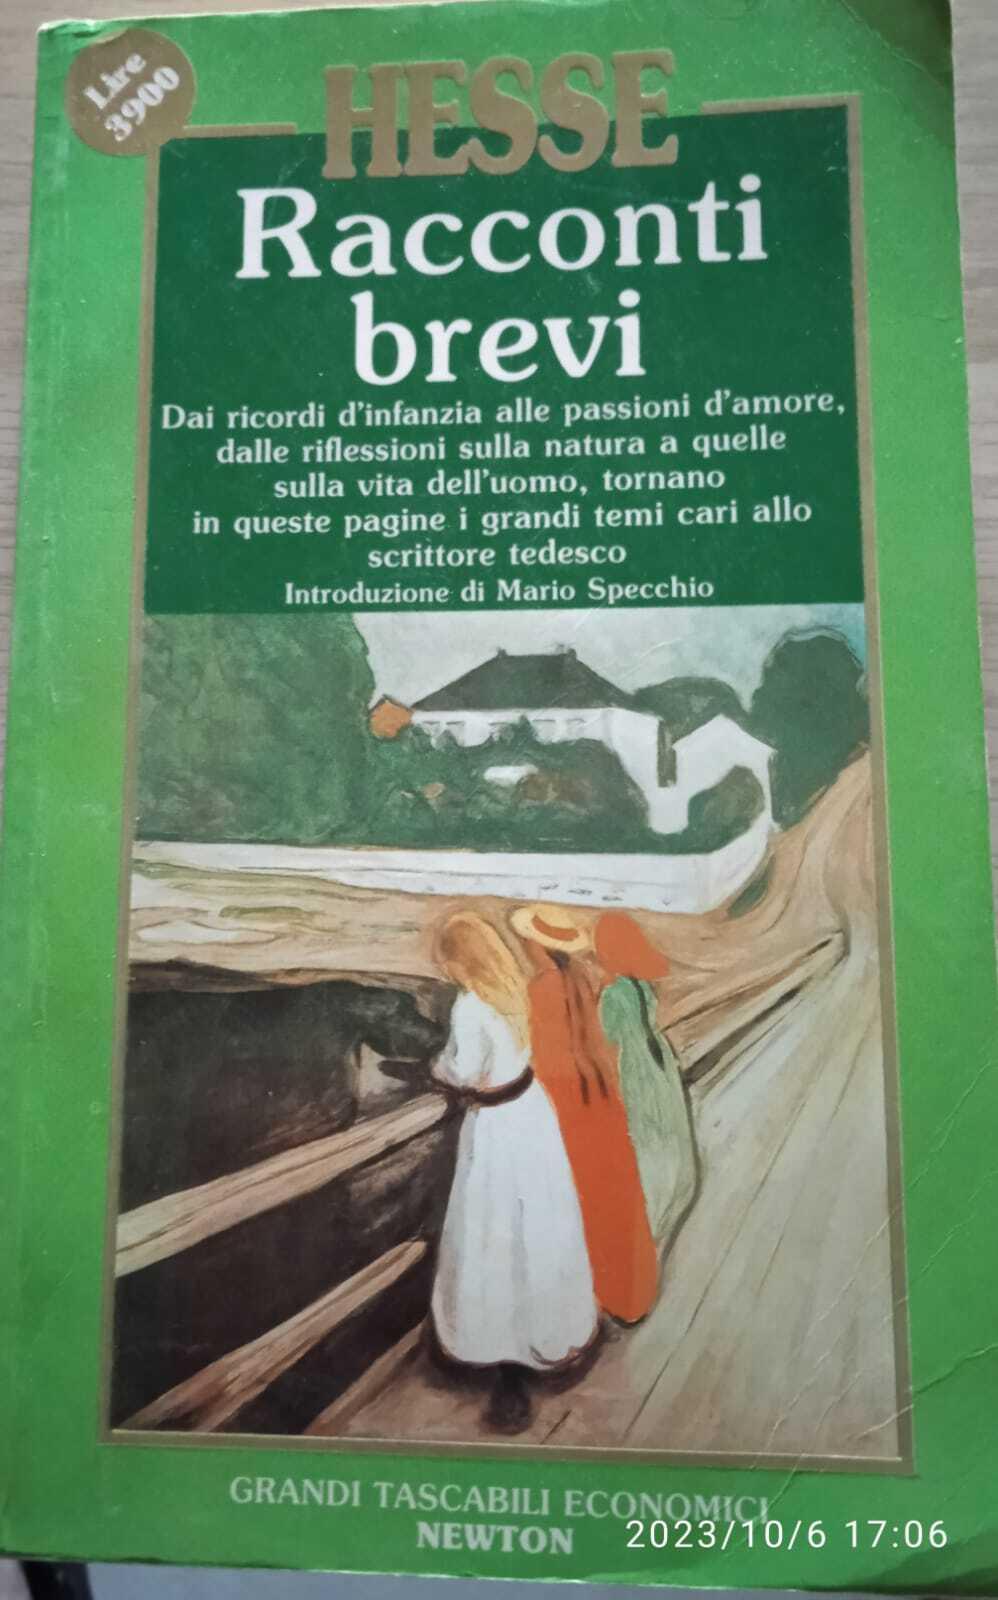 Lire
3900
HESSE
Racconti
brevi
Dai ricordi d'infanzia alle passioni d'amore,
dalle riflessioni sulla natura a quelle
sulla vita dell'uomo, tornano
in queste pagine i grandi temi cari allo
scrittore tedesco
Introduzione di Mario Specchio
GRANDI TASCABILI ECONOMICI
NEWTON
2023/10/6 17:06